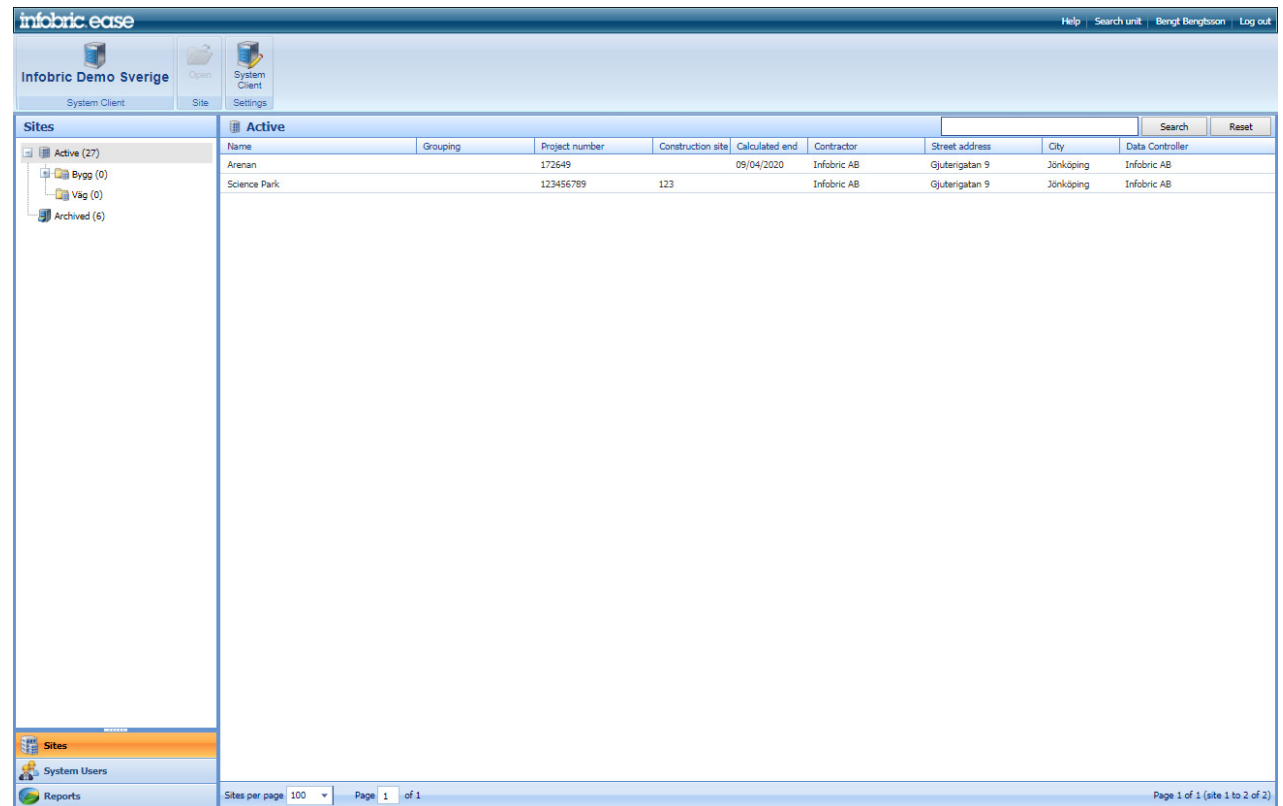 infobric ease
Help Search unit Bengt Bengtsson Log out
Infobric Demo Sverige
Open
System
Client
System Client Site Settings
Sites
Active
Search Reset
Active (27)
Bygg (0)
Väg (0)
Archived (6)
Name Grouping Project number Construction site Calculated end Contractor Street address City Data Controller
Arenan 172649 09/04/2020 Infobric AB Gjuterigatan 9 Jönköping Infobric AB
Science Park 123456789 123 Infobric AB Gjuterigatan 9 Jönköping Infobric AB
Sites
System Users
Reports
Sites per page 100 Page 1 of 1 Page 1 of 1 (site 1 to 2 of 2)